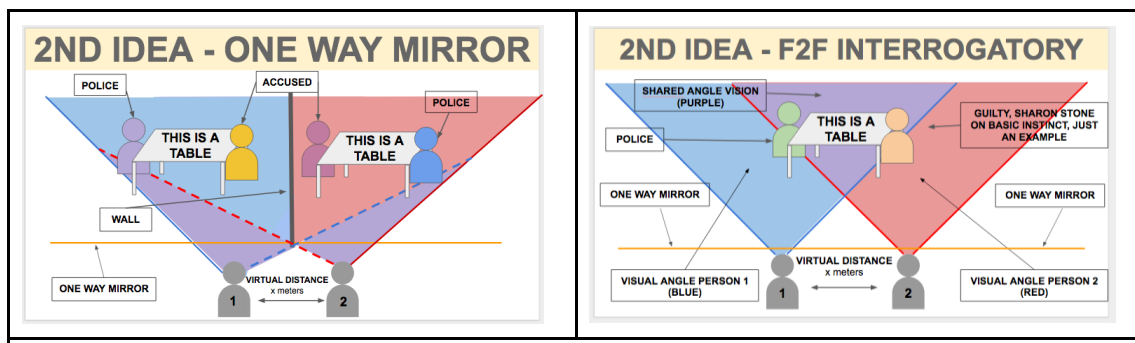 2ND IDEA - ONE WAY MIRROR
POLICE
ACCUSED
POLICE
THIS IS A
TABLE
THIS IS A
TABLE
WALL
ONE WAY MIRROR
VIRTUAL DISTANCE
x meters
1
2
2ND IDEA - F2F INTERROGATORY
SHARED ANGLE VISION
(PURPLE)
GUILTY, SHARON STONE
ON BASIC INSTINCT, JUST
AN EXAMPLE
POLICE
THIS IS A
TABLE
ONE WAY MIRROR
ONE WAY MIRROR
VIRTUAL DISTANCE
x meters
VISUAL ANGLE PERSON 1
(BLUE)
1
2
VISUAL ANGLE PERSON 2
(RED)